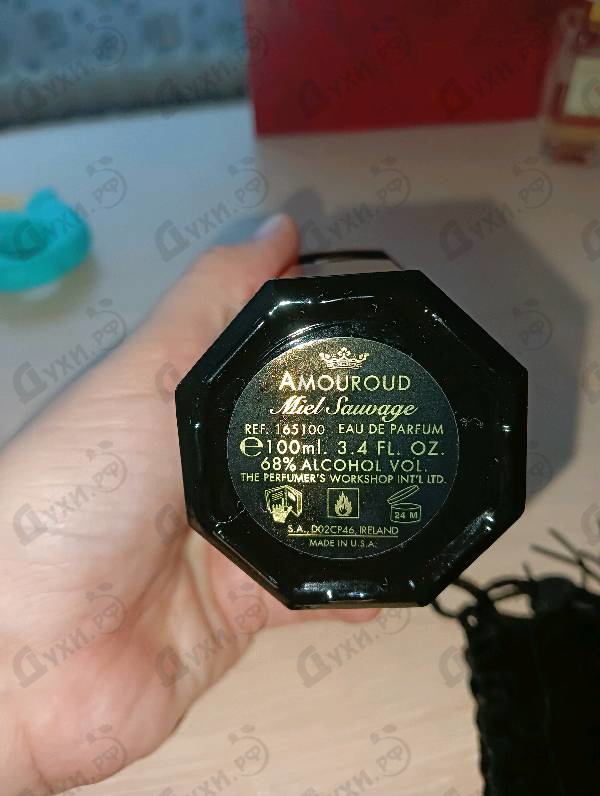 AMOUROUD
Miel Sauvage
REF. 165100 EAU DE PARFUM
℮100ml. 3.4 FL. OZ.
68% ALCOHOL VOL.
THE PERFUMER'S WORKSHOP INT'L LTD.
24 M
S.A., D02CP46, IRELAND
MADE IN U.S.A.
Духи.РФ